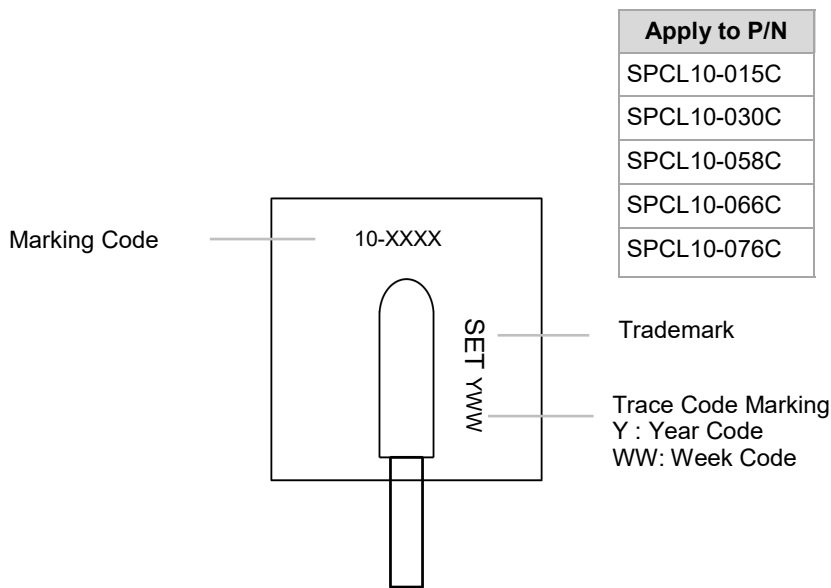 Apply to P/N
SPCL10-015C
SPCL10-030C
SPCL10-058C
SPCL10-066C
SPCL10-076C
Marking Code
10-XXXX
SET YWW
Trademark
Trace Code Marking
Y : Year Code
WW: Week Code